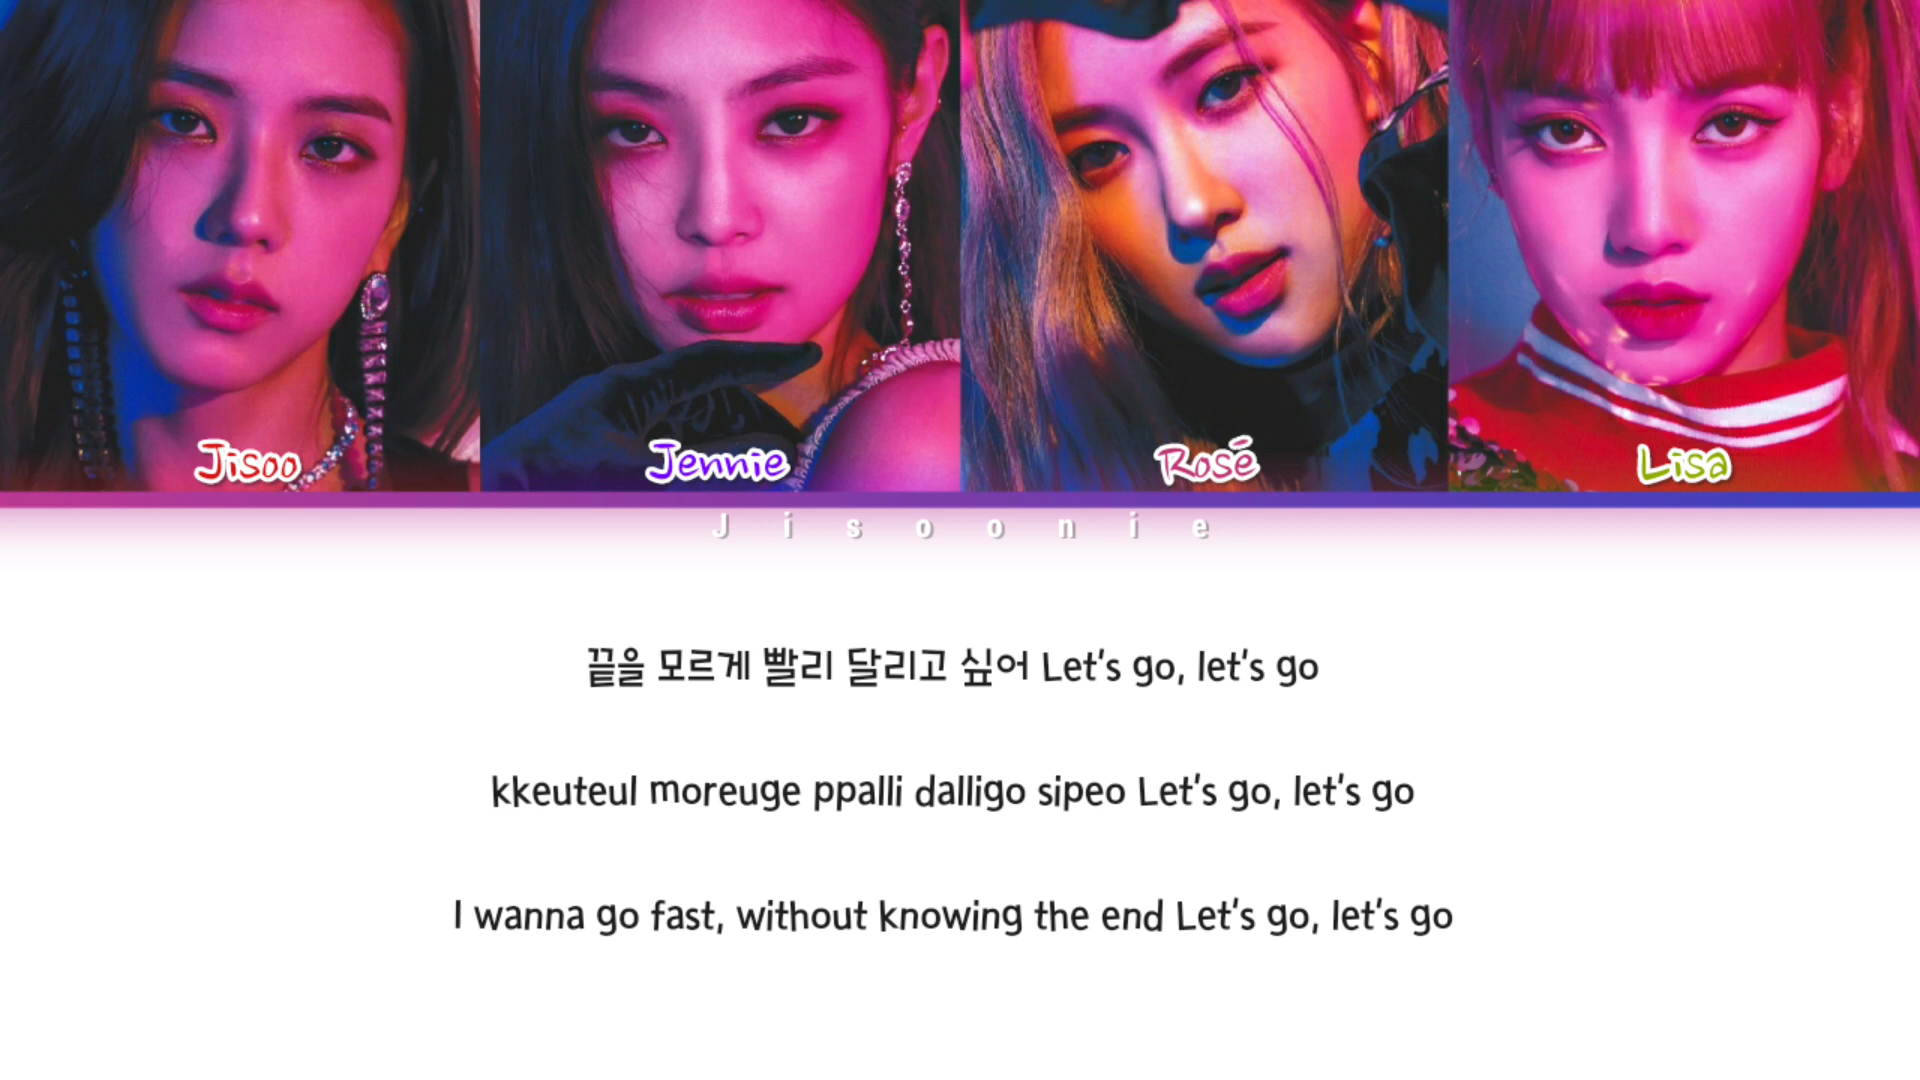 Jisoo Jennie Rosé Lisa
Jisoonie
끝을 모르게 빨리 달리고 싶어 Let's go, let's go
kkeuteul moreuge ppalli dalligo sipeo Let's go, let's go
I wanna go fast, without knowing the end Let's go, let's go